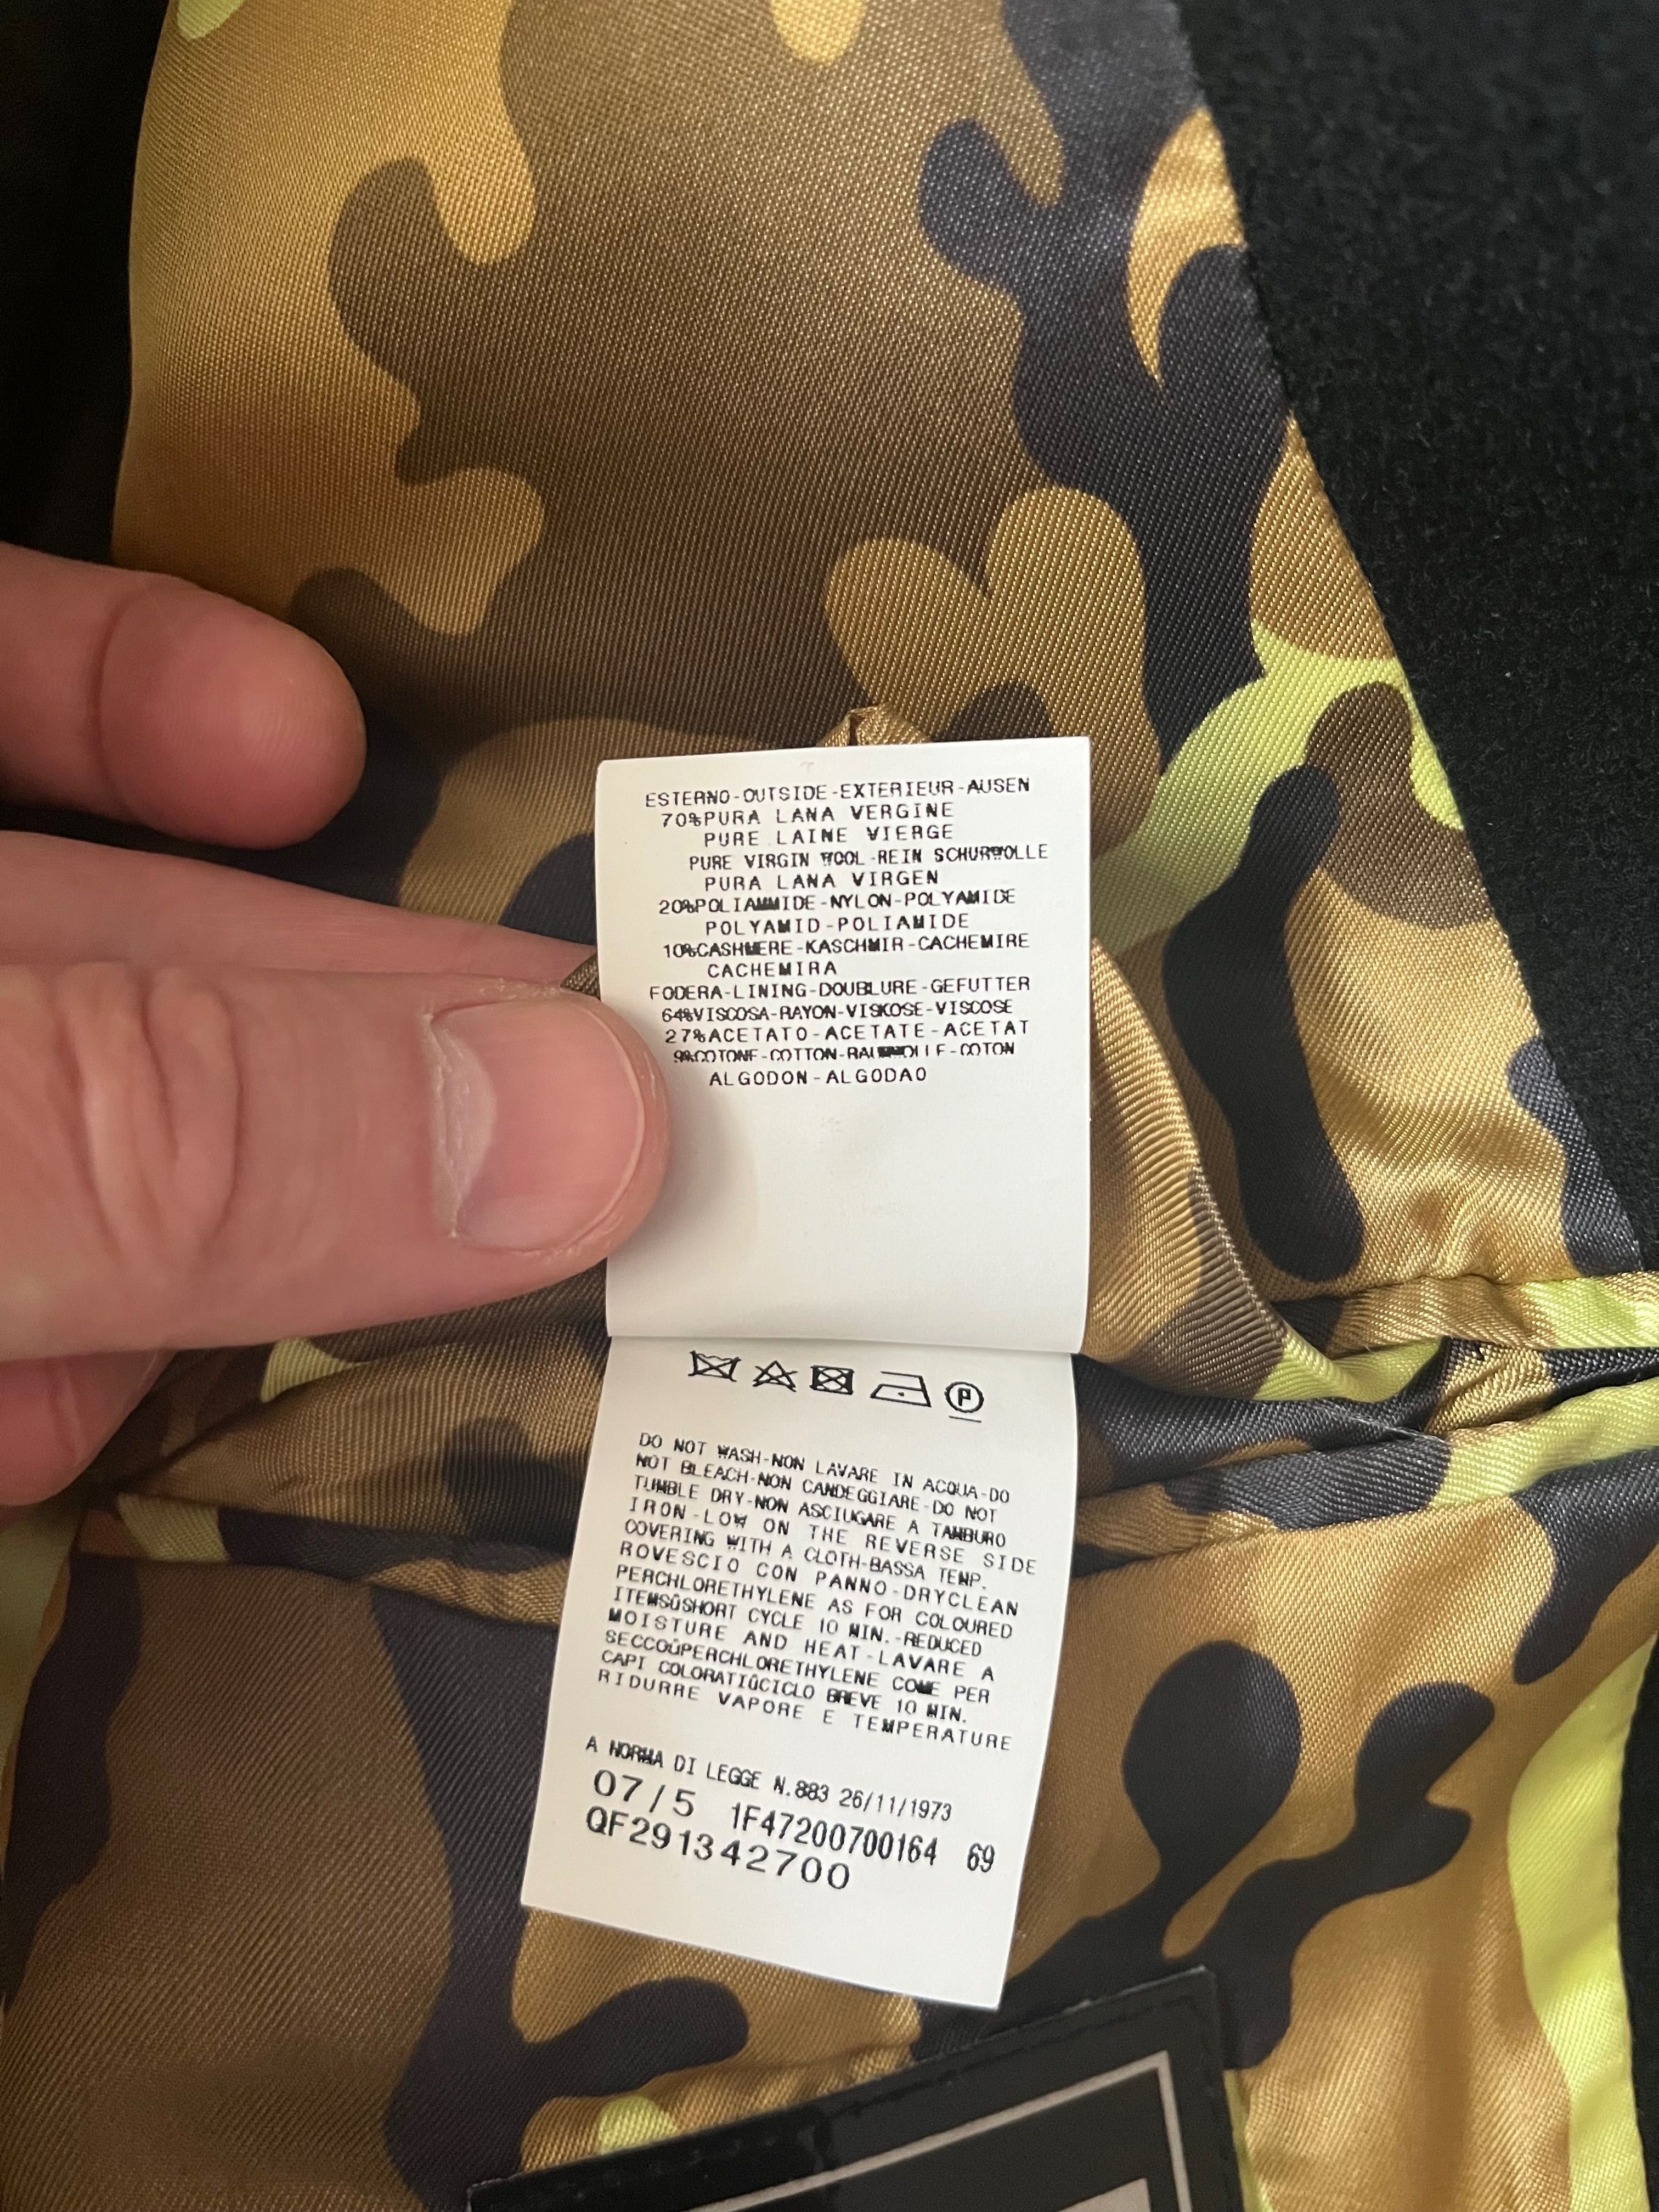 ESTERNO-OUTSIDE-EXTERIEUR-AUSEN
70%PURA LANA VERGINE
PURE LAINE VIERGE
PURE VIRGIN WOOL-REIN SCHURWOLLE
PURA LANA VIRGEN
20%POLIAMMIDE-NYLON-POLYAMIDE
POLYAMID-POLIAMIDE
10%CASHMERE-KASCHMIR-CACHEMIRE
CACHEMIRA
FODERA-LINING-DOUBLURE-GEFUTTER
64%VISCOSA-RAYON-VISKOSE-VISCOSE
27%ACETATO-ACETATE-ACETAT
9%COTONE-COTTON-BAUMWOLLE-COTON
ALGODON-ALGODAO
P
DO NOT WASH-NON LAVARE IN ACQUA-DO
NOT BLEACH-NON CANDEGGIARE-DO NOT
TUMBLE DRY-NON ASCIUGARE A TAMBURO
IRON-LOW ON THE REVERSE SIDE
COVERING WITH A CLOTH-BASSA TEMP.
ROVESCIO CON PANNO-DRYCLEAN
PERCHLORETHYLENE AS FOR COLOURED
ITEMSÛSHORT CYCLE 10 MIN.-REDUCED
MOISTURE AND HEAT-LAVARE A
SECCOÛPERCHLORETHYLENE COME PER
CAPI COLORATIÛCICLO BREVE 10 MIN.
RIDURRE VAPORE E TEMPERATURE
A NORMA DI LEGGE N.883 26/11/1973
07/5 1F47200700164 69
QF291342700